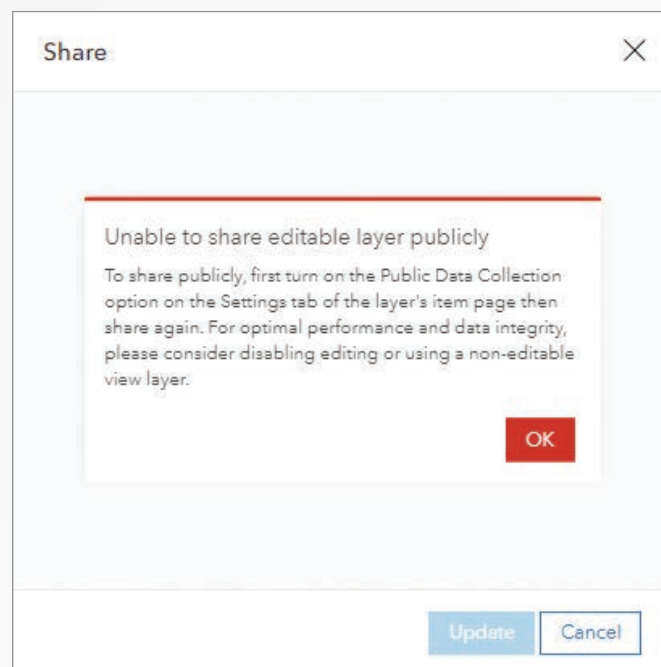 Share
Unable to share editable layer publicly
To share publicly, first turn on the Public Data Collection
option on the Settings tab of the layer's item page then
share again. For optimal performance and data integrity,
please consider disabling editing or using a non-editable
view layer.
OK
Update Cancel